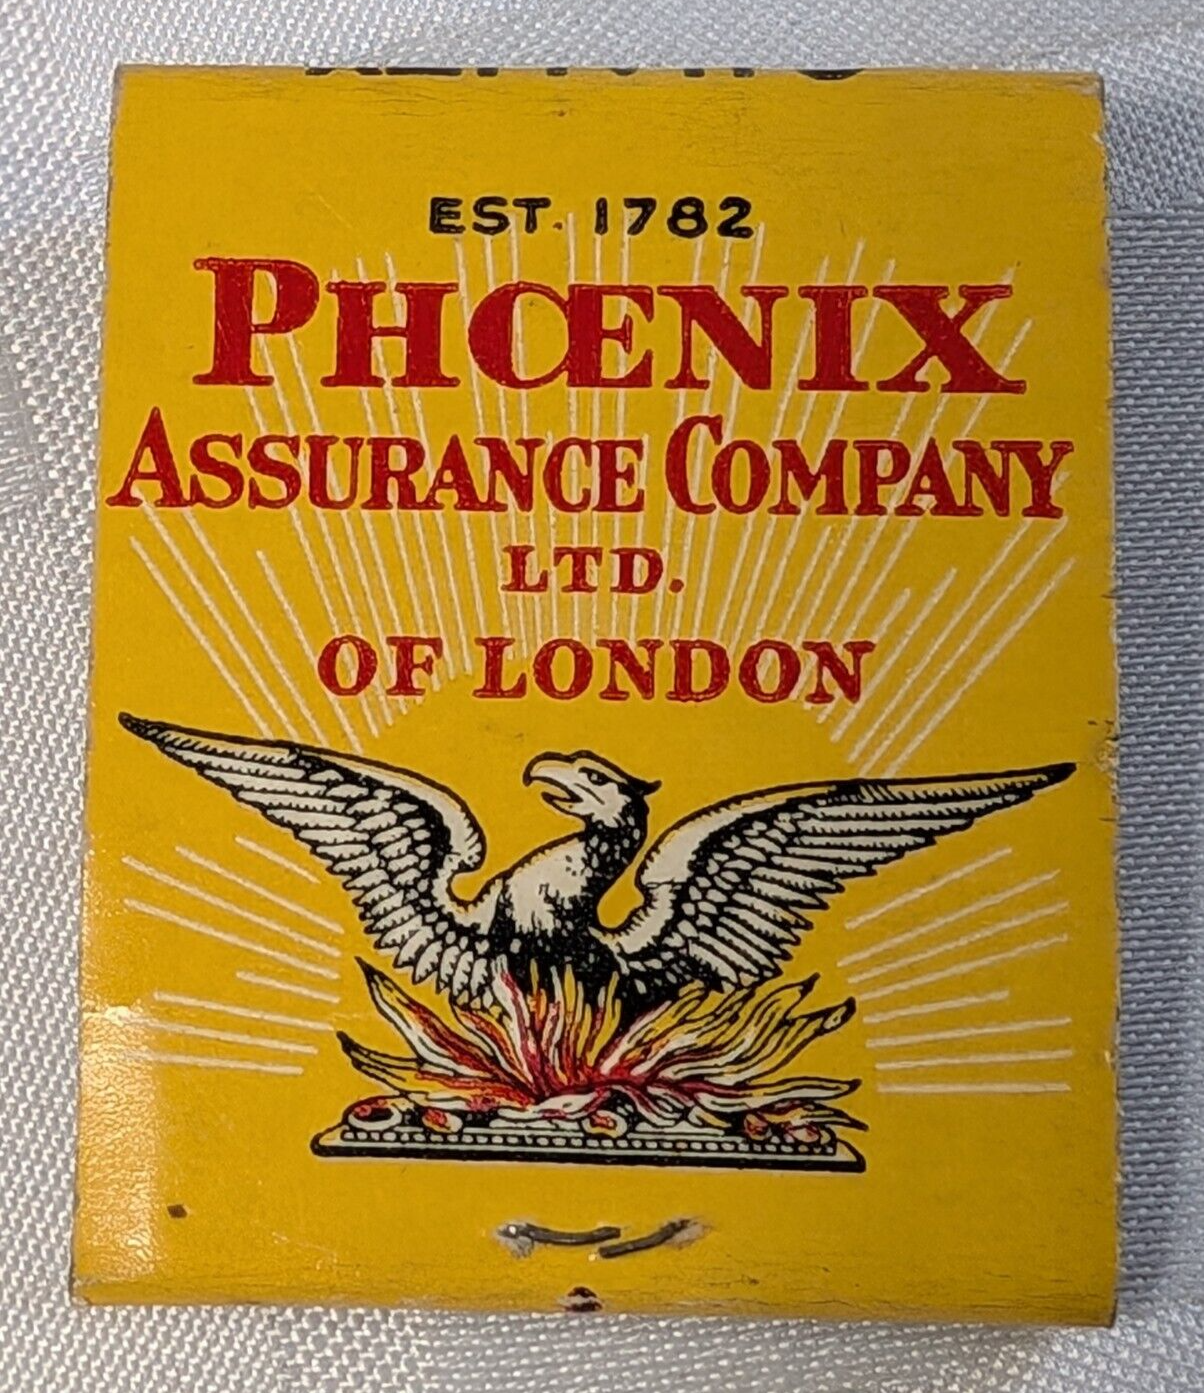 EST. 1782
PHŒNIX
ASSURANCE COMPANY
LTD.
OF LONDON